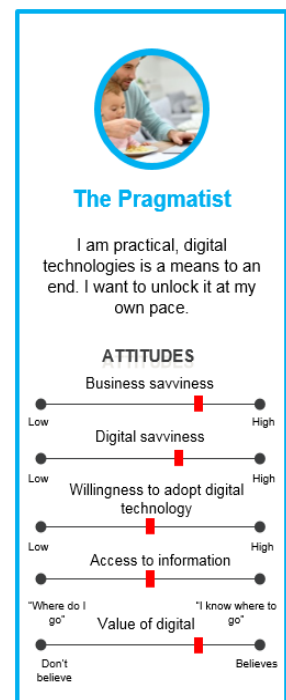 The Pragmatist
I am practical, digital
technologies is a means to an
end. I want to unlock it at my
own pace.
ATTITUDES
Business savviness
Low High
Digital savviness
Low High
Willingness to adopt digital
technology
Low High
Access to information
"Where do I
go"
"I know where to
go"
Value of digital
Don't
believe
Believes